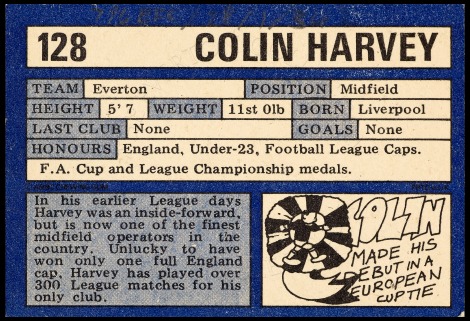 128 COLIN HARVEY
TEAM Everton POSITION Midfield
HEIGHT 5' 7 WEIGHT 11st 0lb BORN Liverpool
LAST CLUB None GOALS None
HONOURS England, Under-23, Football League Caps.
F.A. Cup and League Championship medals.
In his earlier League days
Harvey was an inside-forward,
but is now one of the finest
midfield operators in the
country. Unlucky to have
won only one full England
cap, Harvey has played over
300 League matches for his
only club.
COLIN
MADE HIS
DEBUT IN A
EUROPEAN
CUPTIE